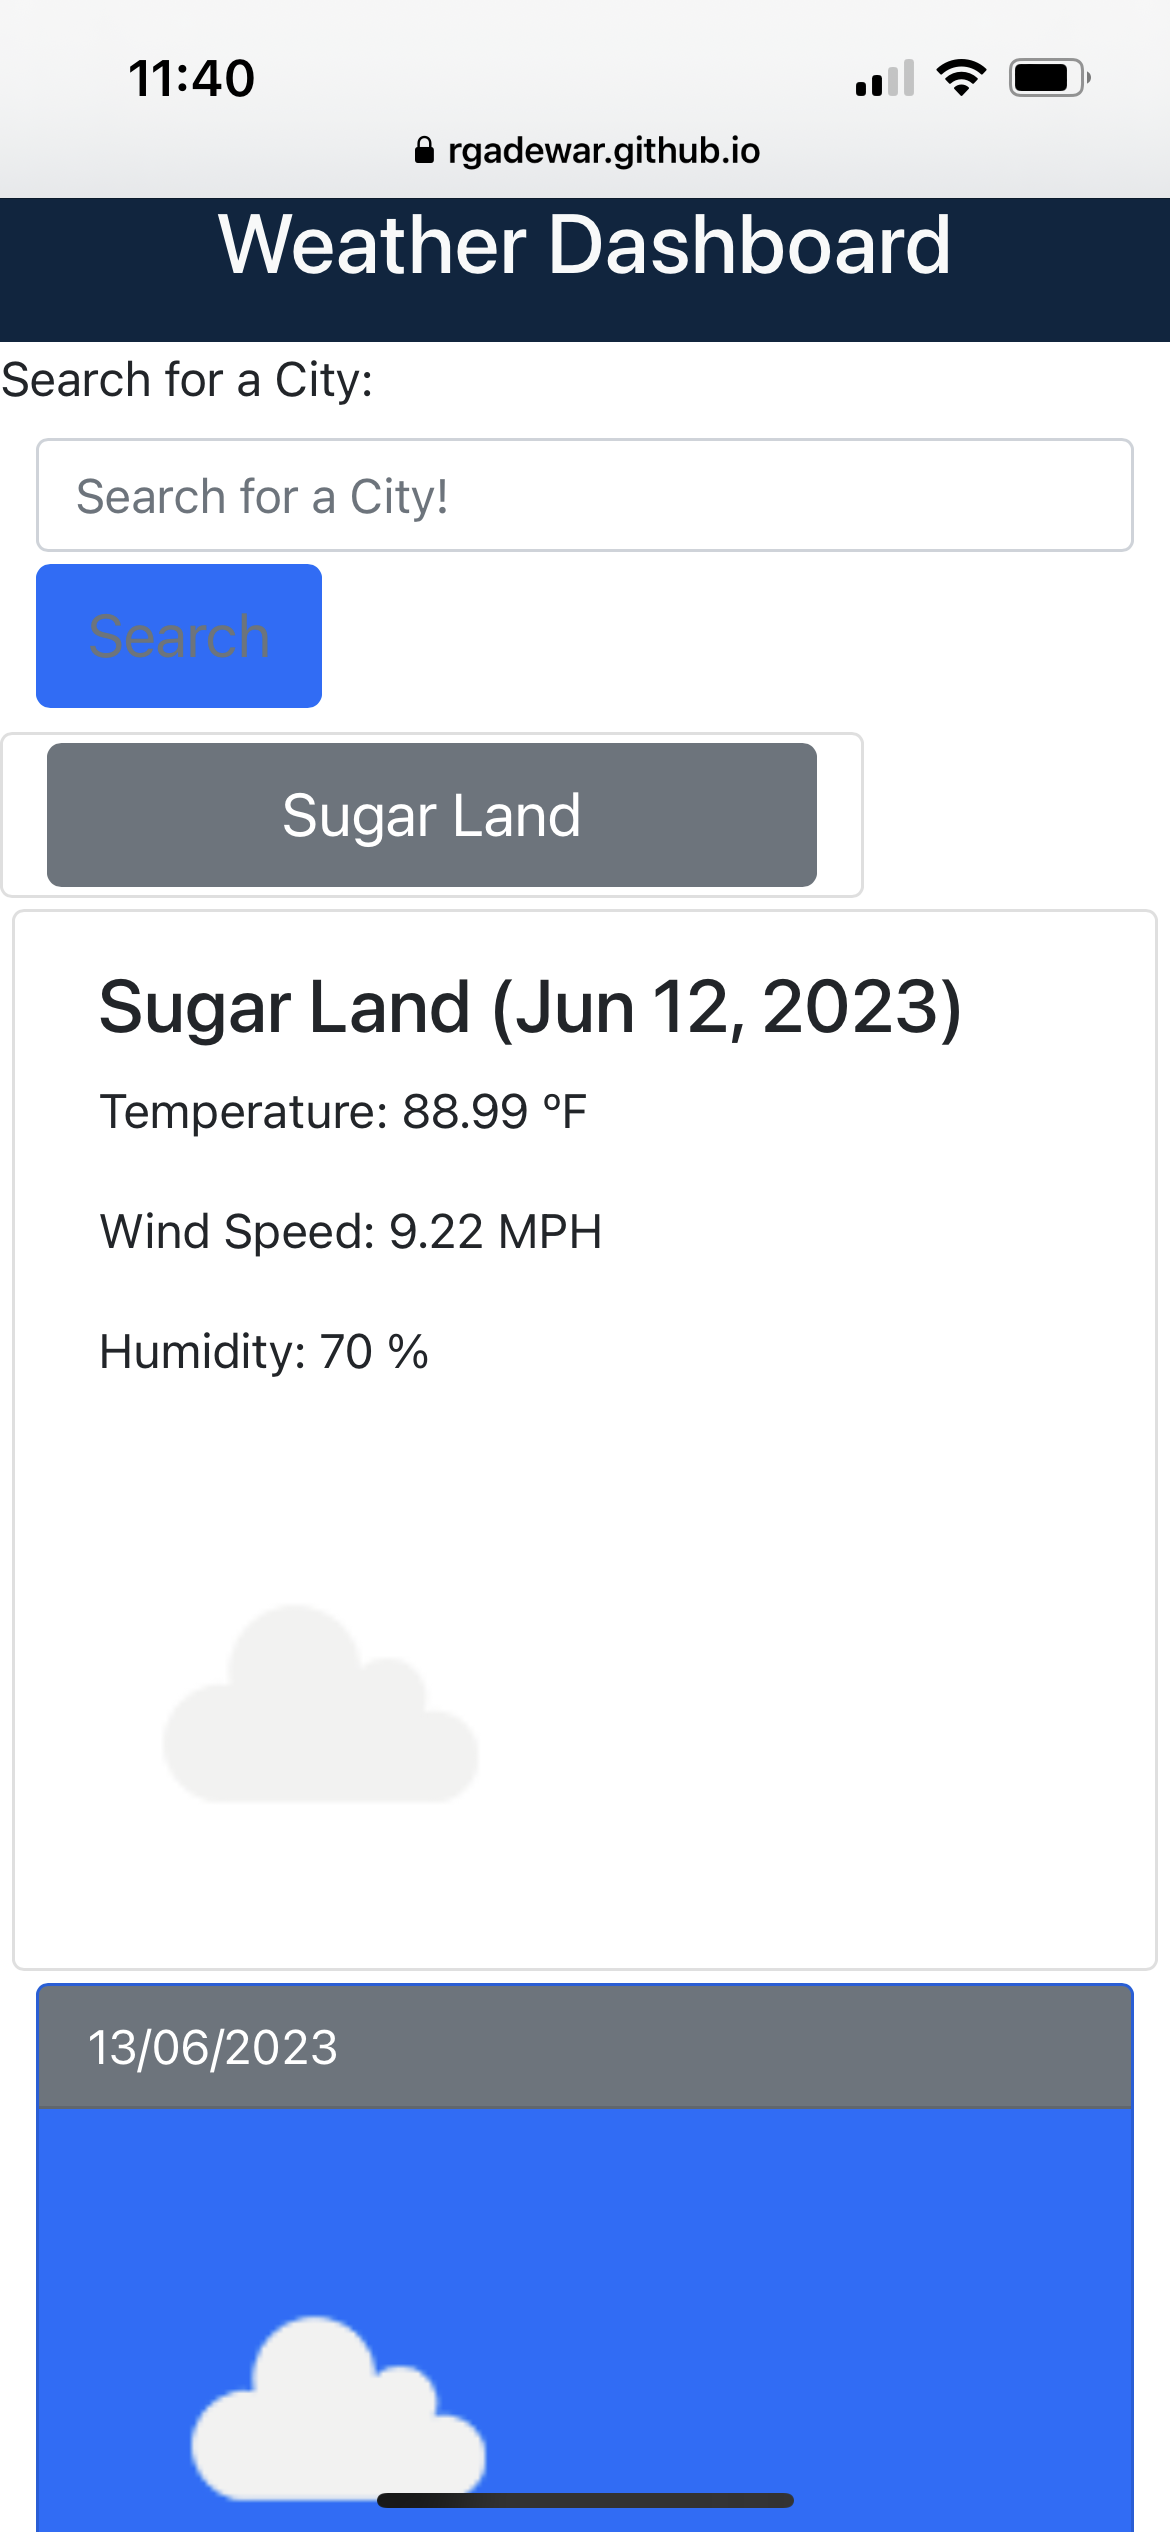 11:40
rgadewar.github.io
Weather Dashboard
Search for a City:
Search for a City!
Search
Sugar Land
Sugar Land (Jun 12, 2023)
Temperature: 88.99 ºF
Wind Speed: 9.22 MPH
Humidity: 70 %
13/06/2023